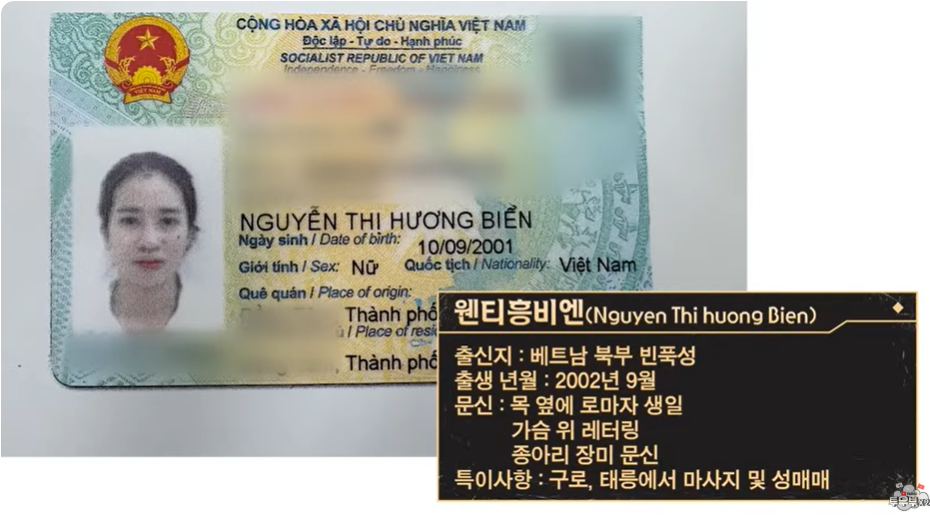 CỘNG HÒA XÃ HỘI CHỦ NGHĨA VIỆT NAM
Độc lập - Tự do - Hạnh phúc
SOCIALIST REPUBLIC OF VIET NAM
Independence - Freedom - Happiness
VIỆT NAM
NGUYỄN THỊ HƯƠNG BIỂN
Ngày sinh / Date of birth: 10/09/2001
Giới tính / Sex: Nữ Quốc tịch / Nationality: Việt Nam
Quê quán / Place of origin:
Thành phố
Place of resi
Thành phố
웬티흥비엔(Nguyen Thi huong Bien)
출신지 : 베트남 북부 빈푹성
출생 년월 : 2002년 9월
문신 : 목 옆에 로마자 생일
가슴 위 레터링
종아리 장미 문신
특이사항 : 구로, 태릉에서 마사지 및 성매매